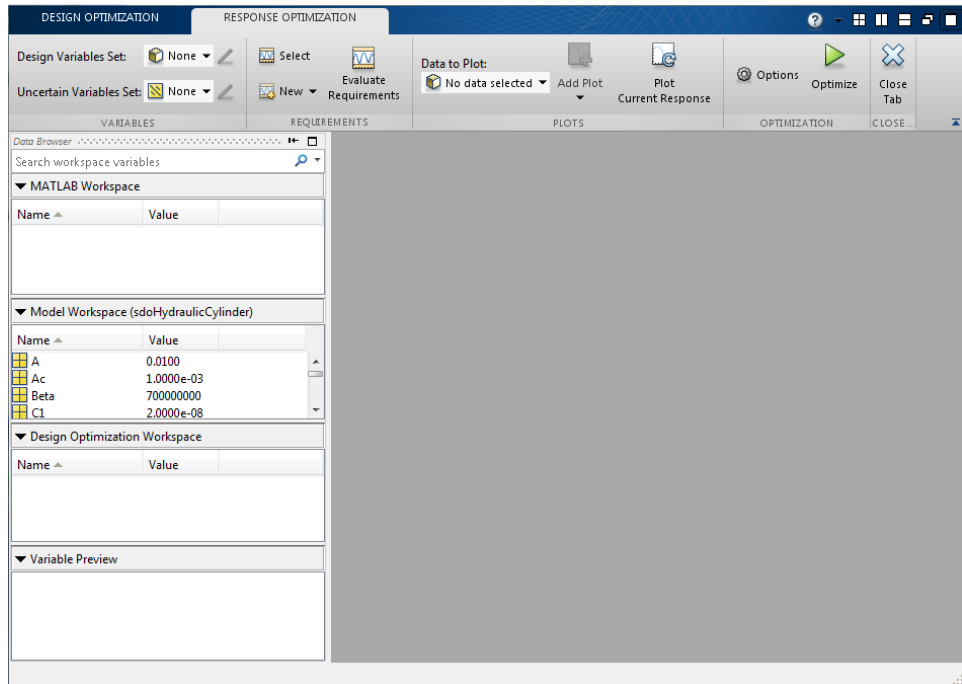 DESIGN OPTIMIZATION RESPONSE OPTIMIZATION
Design Variables Set: None
Uncertain Variables Set: None
VARIABLES
Select
New
Evaluate
Requirements
REQUIREMENTS
Data to Plot:
No data selected
Add Plot
Plot
Current Response
PLOTS
Options
Optimize
OPTIMIZATION
Close
Tab
CLOSE...
Data Browser
Search workspace variables
MATLAB Workspace
Name Value
Model Workspace (sdoHydraulicCylinder)
Name Value
A 0.0100
Ac 1.0000e-03
Beta 700000000
C1 2.0000e-08
Design Optimization Workspace
Name Value
Variable Preview